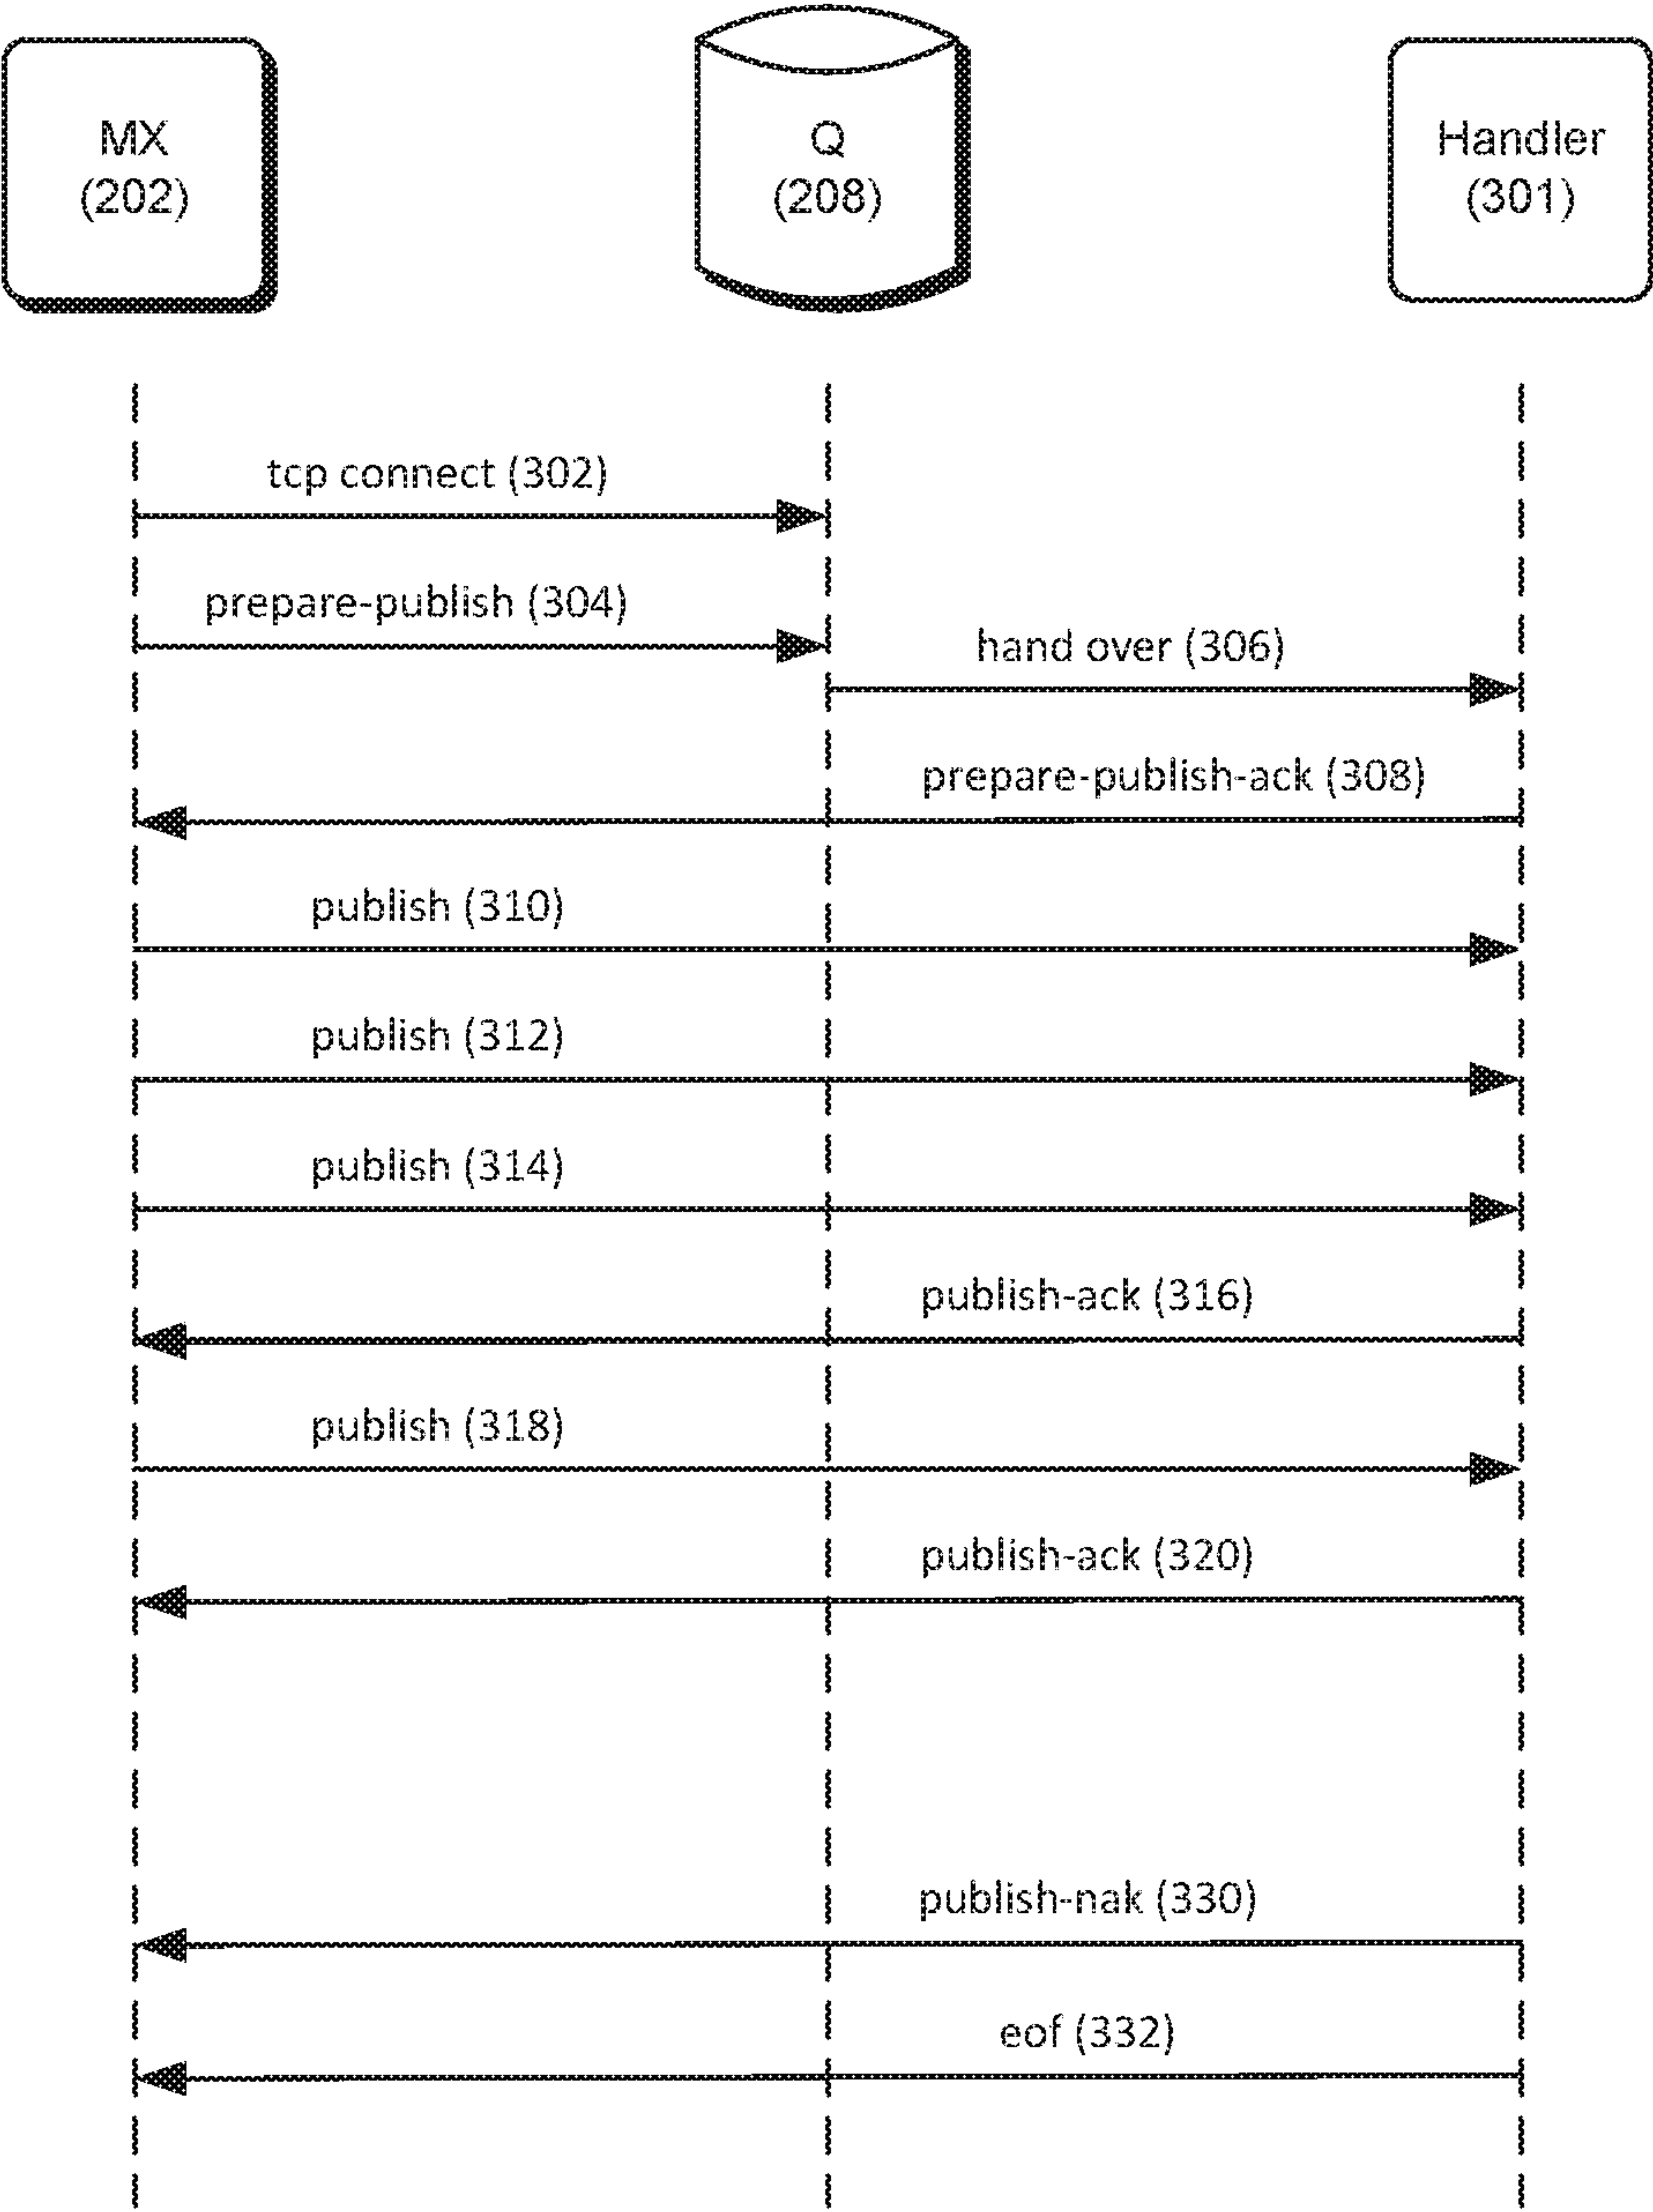 MX
(202)
Q
(208)
Handler
(301)
tcp connect (302)
prepare-publish (304)
hand over (306)
prepare-publish-ack (308)
publish (310)
publish (312)
publish (314)
publish-ack (316)
publish (318)
publish-ack (320)
publish-nak (330)
eof (332)